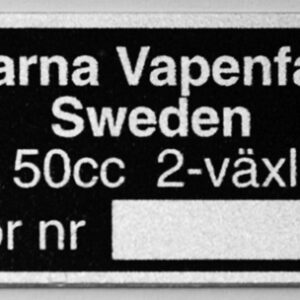 arna Vapenfa
Sweden
50cc 2-växl
or nr